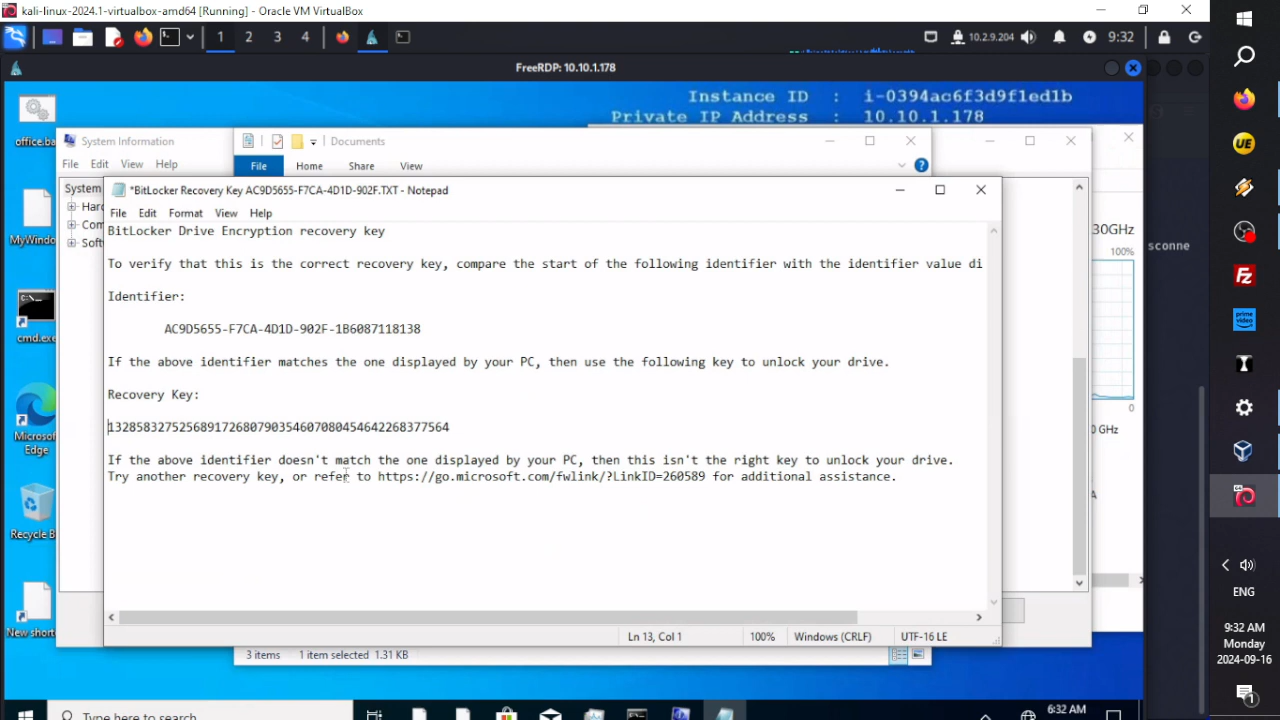 kali-linux-2024.1-virtualbox-amd64 [Running] - Oracle VM VirtualBox
1 2 3 4
10.2.9.204
9:32
FreeRDP: 10.10.1.178
Instance ID : i-0394ac6f3d9f1ed1b
Private IP Address : 10.10.1.178
office.ba
System Information
File Edit View Help
Documents
File Home Share View
System
Hard
Com
Soft
MyWindo
cmd.exe
Microsof
Edge
Recycle B
New short
*BitLocker Recovery Key AC9D5655-F7CA-4D1D-902F.TXT - Notepad
File Edit Format View Help
BitLocker Drive Encryption recovery key
To verify that this is the correct recovery key, compare the start of the following identifier with the identifier value di
Identifier:
AC9D5655-F7CA-4D1D-902F-1B6087118138
If the above identifier matches the one displayed by your PC, then use the following key to unlock your drive.
Recovery Key:
132858327525689172680790354607080454642268377564
If the above identifier doesn't match the one displayed by your PC, then this isn't the right key to unlock your drive.
Try another recovery key, or refer to https://go.microsoft.com/fwlink/?LinkID=260589 for additional assistance.
Ln 13, Col 1 100% Windows (CRLF) UTF-16 LE
3 items 1 item selected 1.31 KB
30GHz
100%
0
0 GHz
sconne
Type here to search
6:32 AM
ENG
9:32 AM
Monday
2024-09-16
1